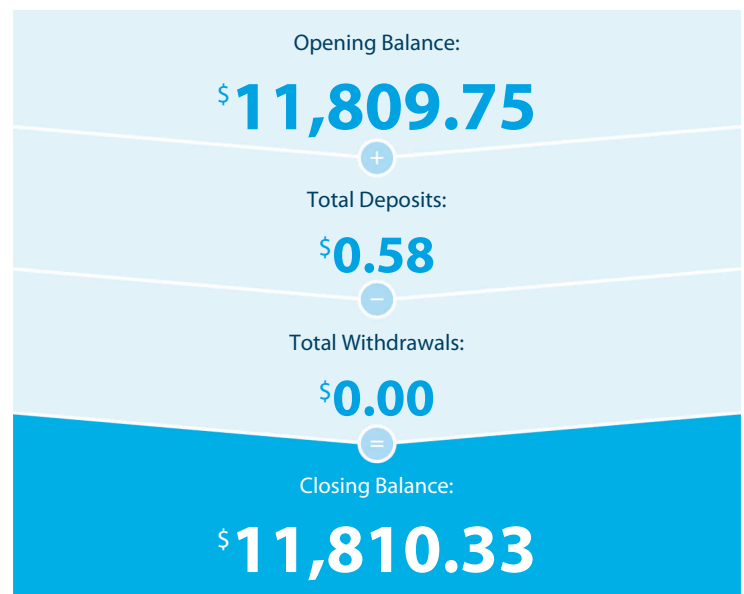 Opening Balance:
$11,809.75
+
Total Deposits:
$0.58
−
Total Withdrawals:
$0.00
=
Closing Balance:
$11,810.33